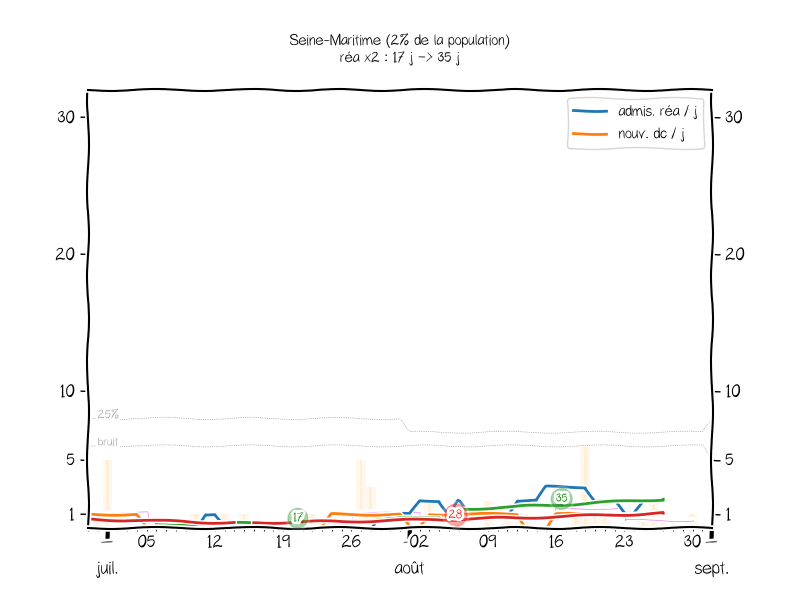 Seine-Maritime (2% de la population)
réa x2 : 17 j -> 35 j
admis. réa / j
nouv. dc / j
30
30
20
20
10
10
25%
bruit
5
5
1
1
17
28
35
05
12
19
26
02
09
16
23
30
juil.
août
sept.